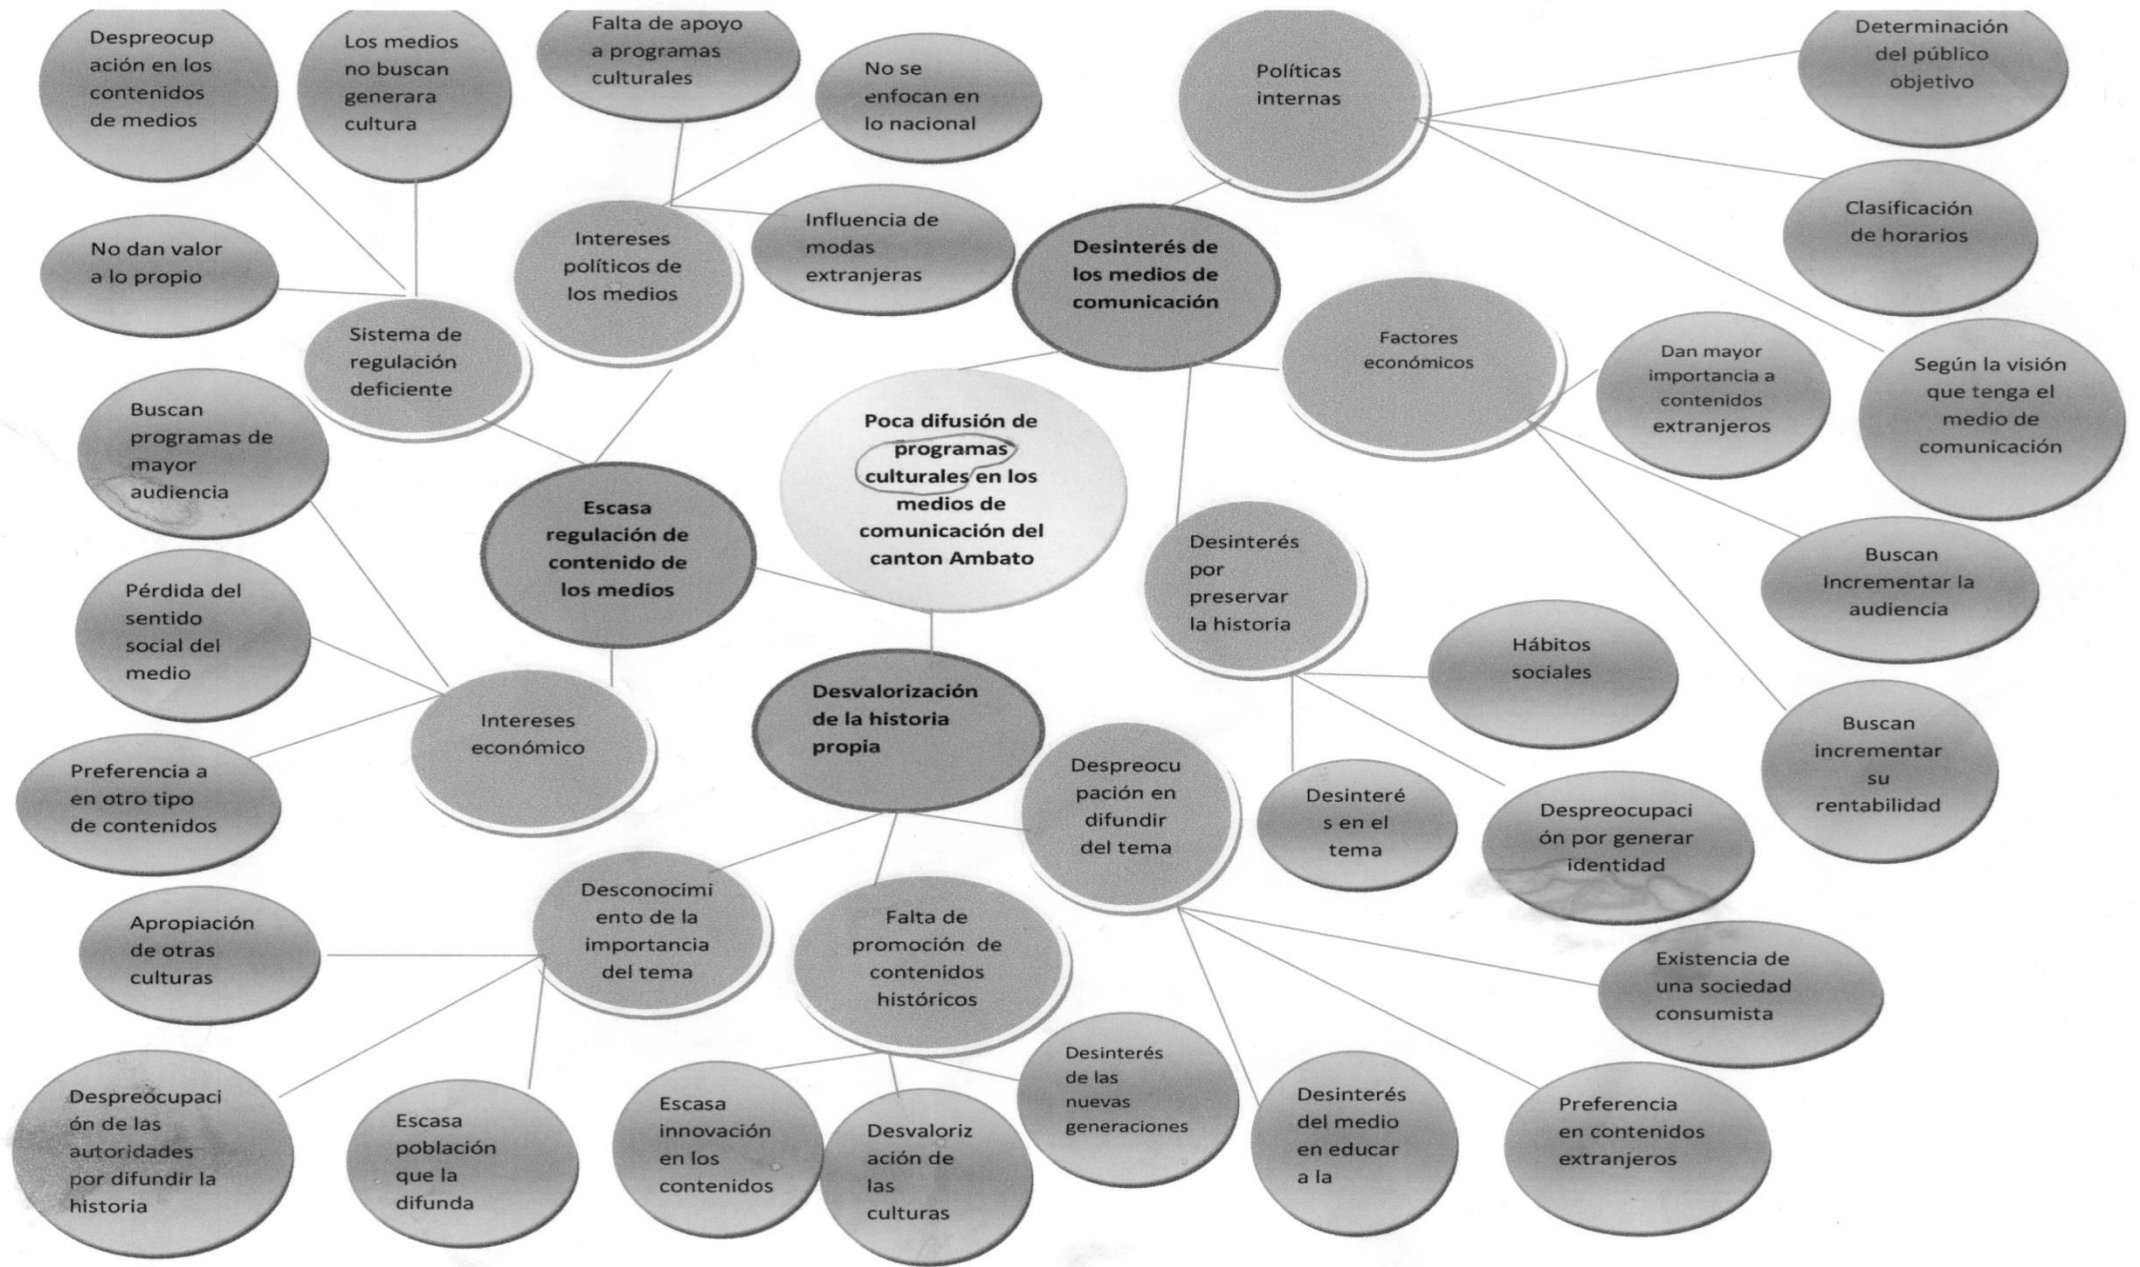 Despreocup
ación en los
contenidos
de medios
Los medios
no buscan
generara
cultura
Falta de apoyo
a programas
culturales
No se
enfocan en
lo nacional
Políticas
internas
Determinación
del público
objetivo
Clasificación
de horarios
No dan valor
a lo propio
Intereses
políticos de
los medios
Influencia de
modas
extranjeras
Desinterés de
los medios de
comunicación
Factores
económicos
Dan mayor
importancia a
contenidos
extranjeros
Según la visión
que tenga el
medio de
comunicación
Sistema de
regulación
deficiente
Buscan
programas de
mayor
audiencia
Poca difusión de
programas
culturales en los
medios de
comunicación del
canton Ambato
Escasa
regulación de
contenido de
los medios
Desinterés
por
preservar
la historia
Buscan
Incrementar la
audiencia
Pérdida del
sentido
social del
medio
Hábitos
sociales
Intereses
económico
Desvalorización
de la historia
propia
Buscan
incrementar
su
rentabilidad
Preferencia a
en otro tipo
de contenidos
Despreocu
pación en
difundir
del tema
Desinteré
s en el
tema
Despreocupaci
ón por generar
identidad
Desconocimi
ento de la
importancia
del tema
Falta de
promoción de
contenidos
históricos
Apropiación
de otras
culturas
Existencia de
una sociedad
consumista
Despreocupaci
ón de las
autoridades
por difundir la
historia
Escasa
población
que la
difunda
Escasa
innovación
en los
contenidos
Desvaloriz
ación de
las
culturas
Desinterés
de las
nuevas
generaciones
Desinterés
del medio
en educar
a la
Preferencia
en contenidos
extranjeros